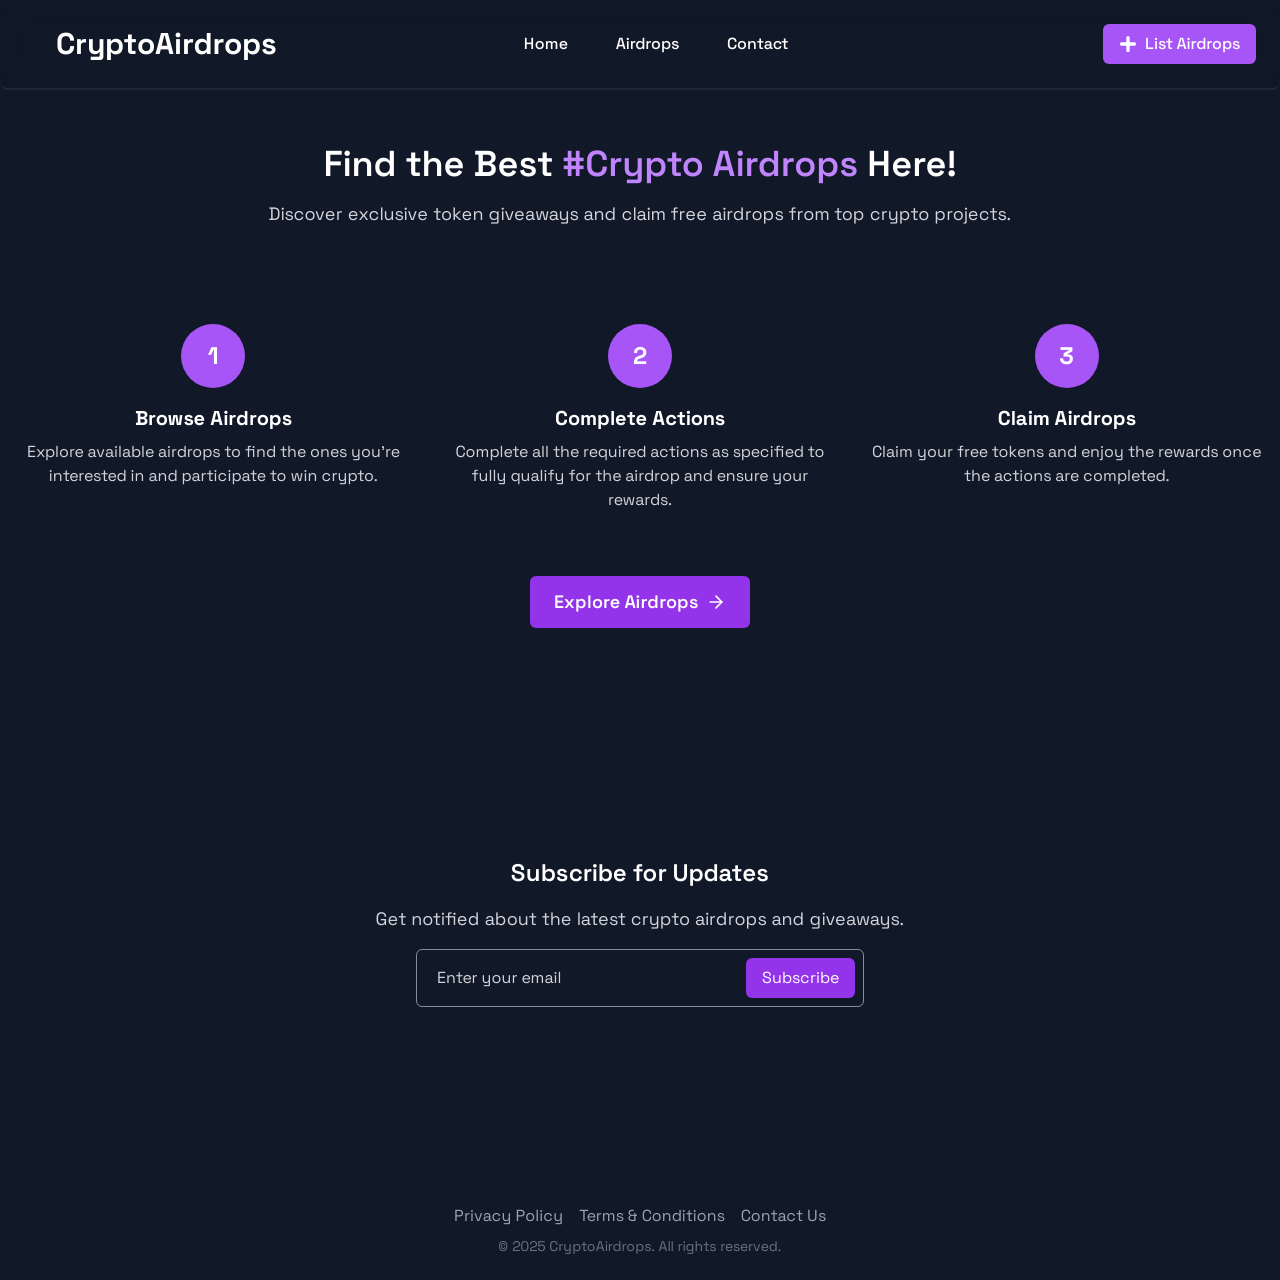 CryptoAirdrops
Home
Airdrops
Contact
List Airdrops
Find the Best #Crypto Airdrops Here!
Discover exclusive token giveaways and claim free airdrops from top crypto projects.
1
Browse Airdrops
Explore available airdrops to find the ones you're
interested in and participate to win crypto.
2
Complete Actions
Complete all the required actions as specified to
fully qualify for the airdrop and ensure your
rewards.
3
Claim Airdrops
Claim your free tokens and enjoy the rewards once
the actions are completed.
Explore Airdrops
Subscribe for Updates
Get notified about the latest crypto airdrops and giveaways.
Enter your email
Subscribe
Privacy Policy
Terms & Conditions
Contact Us
© 2025 CryptoAirdrops. All rights reserved.